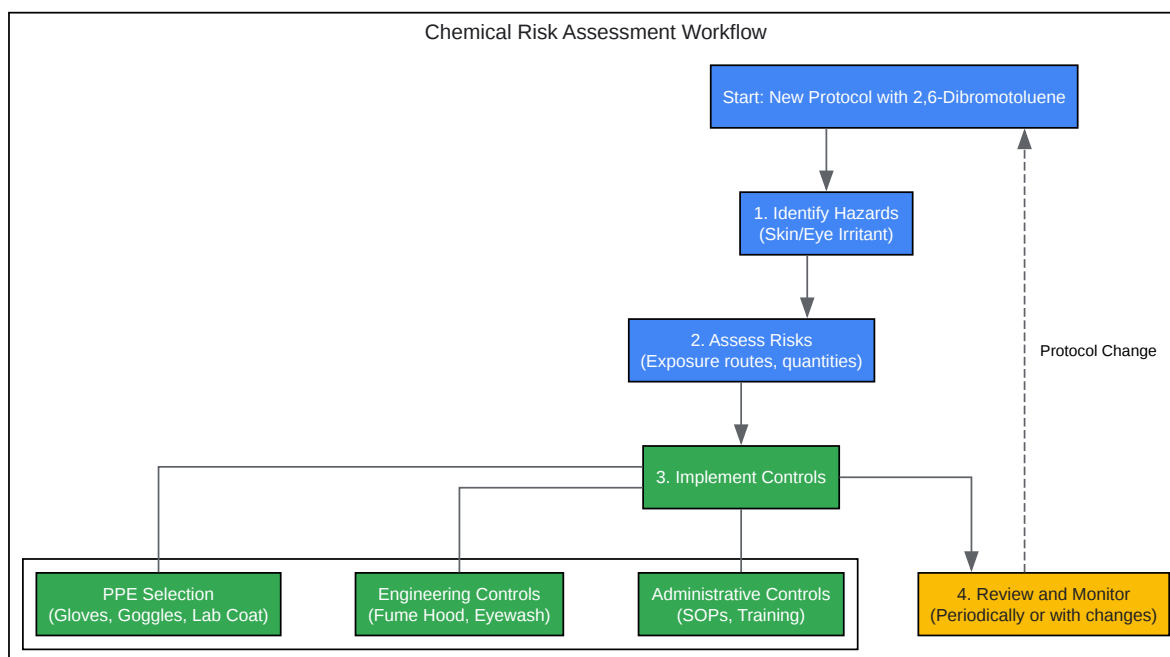 Chemical Risk Assessment Workflow
Start: New Protocol with 2,6-Dibromotoluene
1. Identify Hazards
(Skin/Eye Irritant)
2. Assess Risks
(Exposure routes, quantities)
Protocol Change
3. Implement Controls
PPE Selection
(Gloves, Goggles, Lab Coat)
Engineering Controls
(Fume Hood, Eyewash)
Administrative Controls
(SOPs, Training)
4. Review and Monitor
(Periodically or with changes)